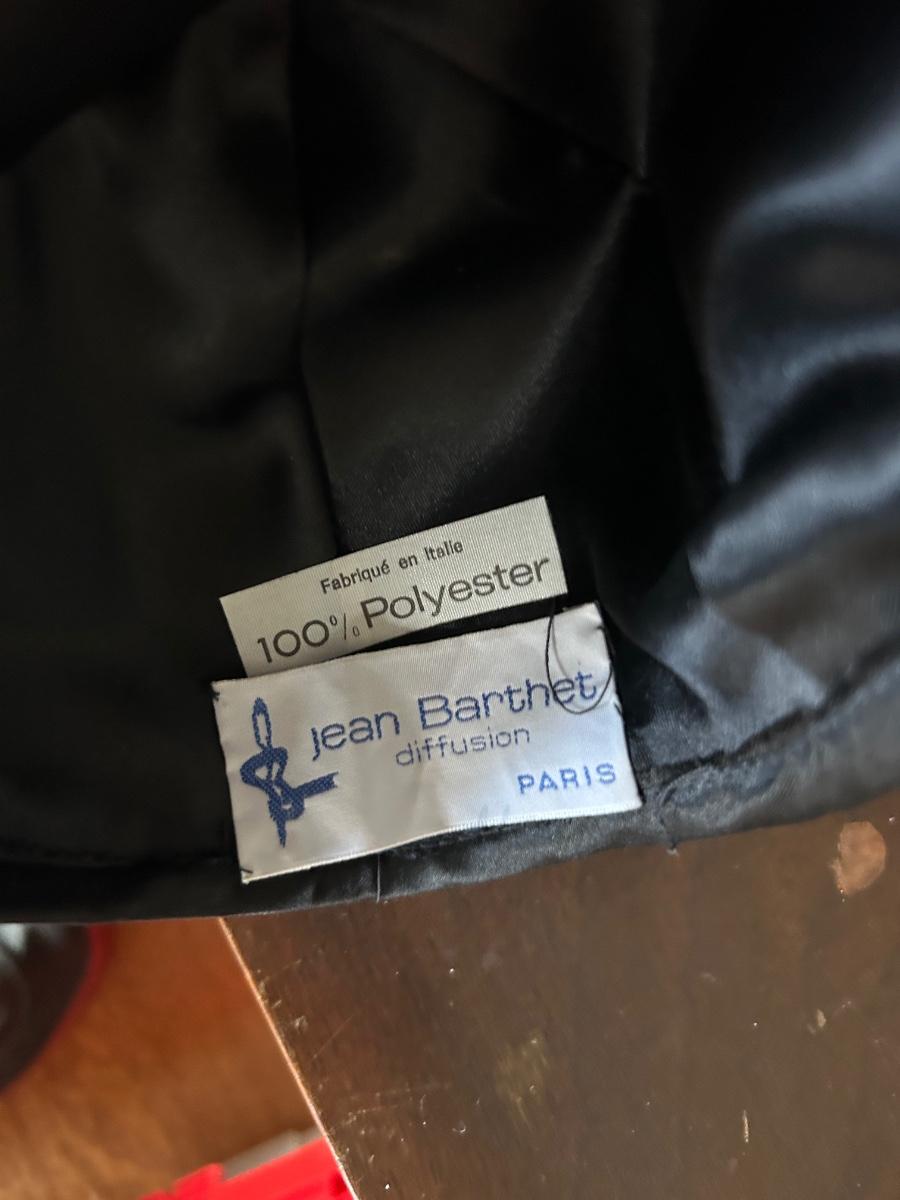 Fabriqué en Italie
100% Polyester
jean Barthet
diffusion
PARIS